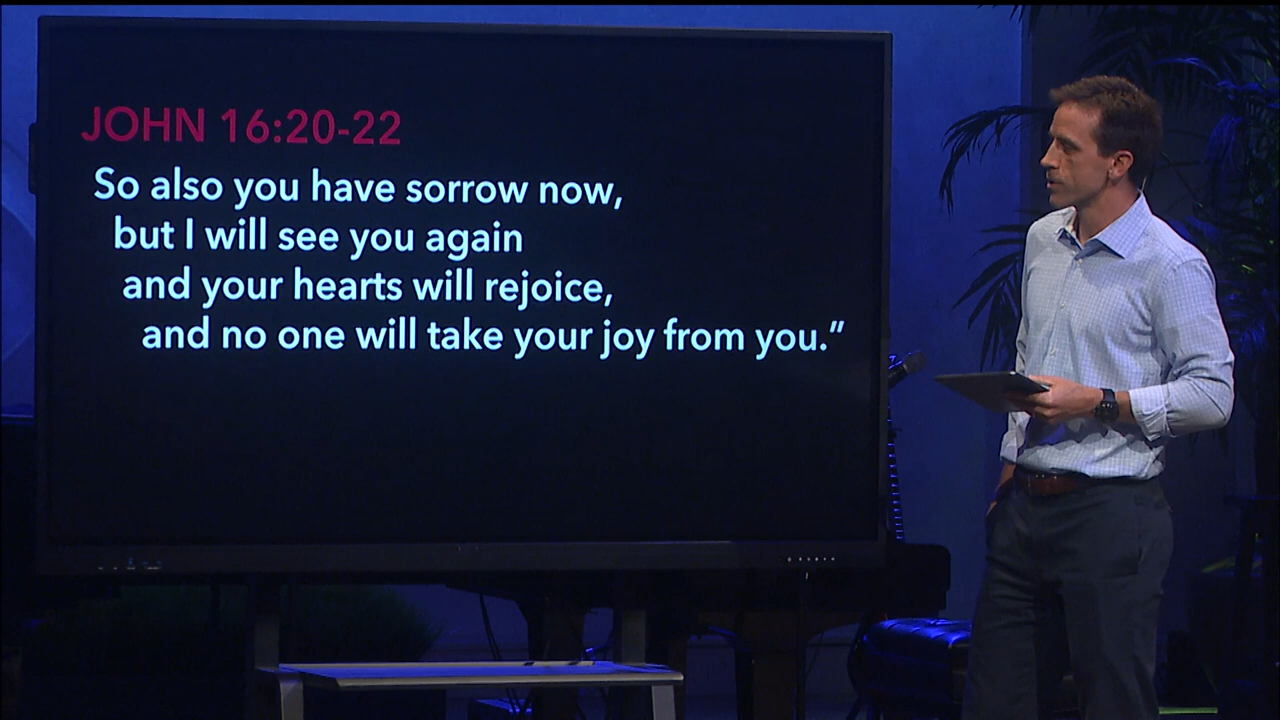 JOHN 16:20-22
So also you have sorrow now,
but I will see you again
and your hearts will rejoice,
and no one will take your joy from you.”